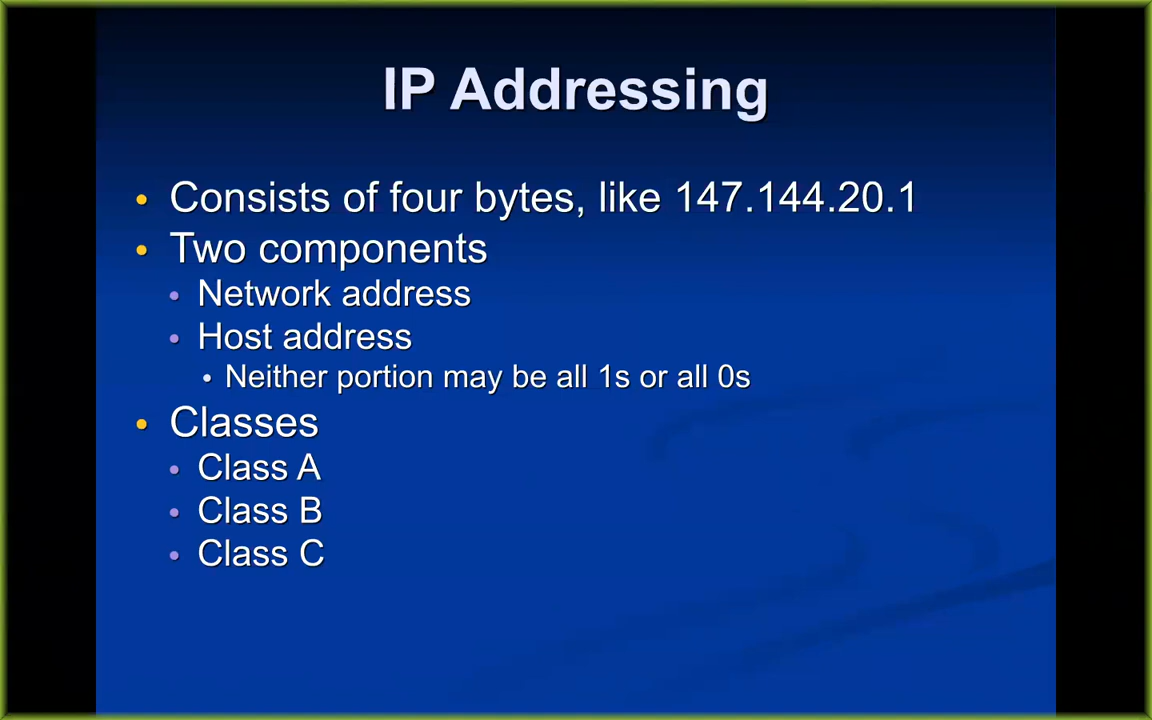 IP Addressing
Consists of four bytes, like 147.144.20.1
Two components
Network address
Host address
Neither portion may be all 1s or all 0s
Classes
Class A
Class B
Class C